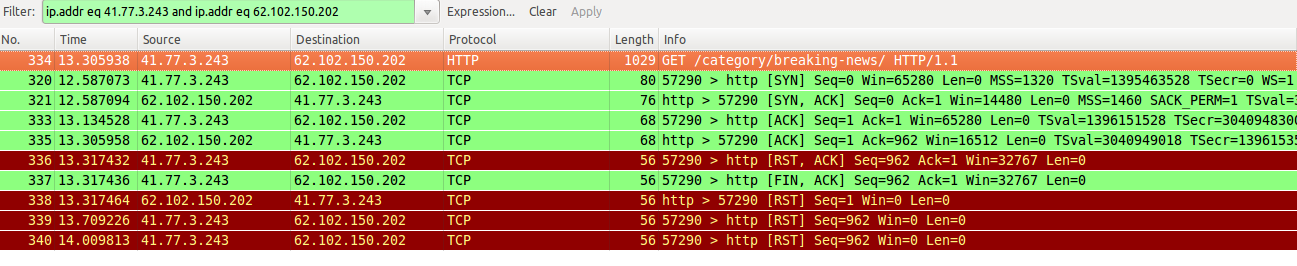 Filter: ip.addr eq 41.77.3.243 and ip.addr eq 62.102.150.202 Expression... Clear Apply
No. Time Source Destination Protocol Length Info
334 13.305938 41.77.3.243 62.102.150.202 HTTP 1029 GET /category/breaking-news/ HTTP/1.1
320 12.587073 41.77.3.243 62.102.150.202 TCP 80 57290 > http [SYN] Seq=0 Win=65280 Len=0 MSS=1320 TSval=1395463528 TSecr=0 WS=1
321 12.587094 62.102.150.202 41.77.3.243 TCP 76 http > 57290 [SYN, ACK] Seq=0 Ack=1 Win=14480 Len=0 MSS=1460 SACK_PERM=1 TSval=3
333 13.134528 41.77.3.243 62.102.150.202 TCP 68 57290 > http [ACK] Seq=1 Ack=1 Win=65280 Len=0 TSval=1396151528 TSecr=3040948300
335 13.305958 62.102.150.202 41.77.3.243 TCP 68 http > 57290 [ACK] Seq=1 Ack=962 Win=16512 Len=0 TSval=3040949018 TSecr=13961535
336 13.317432 41.77.3.243 62.102.150.202 TCP 56 57290 > http [RST, ACK] Seq=962 Ack=1 Win=32767 Len=0
337 13.317436 41.77.3.243 62.102.150.202 TCP 56 57290 > http [FIN, ACK] Seq=962 Ack=1 Win=32767 Len=0
338 13.317464 62.102.150.202 41.77.3.243 TCP 56 http > 57290 [RST] Seq=1 Win=0 Len=0
339 13.709226 41.77.3.243 62.102.150.202 TCP 56 57290 > http [RST] Seq=962 Win=0 Len=0
340 14.009813 41.77.3.243 62.102.150.202 TCP 56 57290 > http [RST] Seq=962 Win=0 Len=0